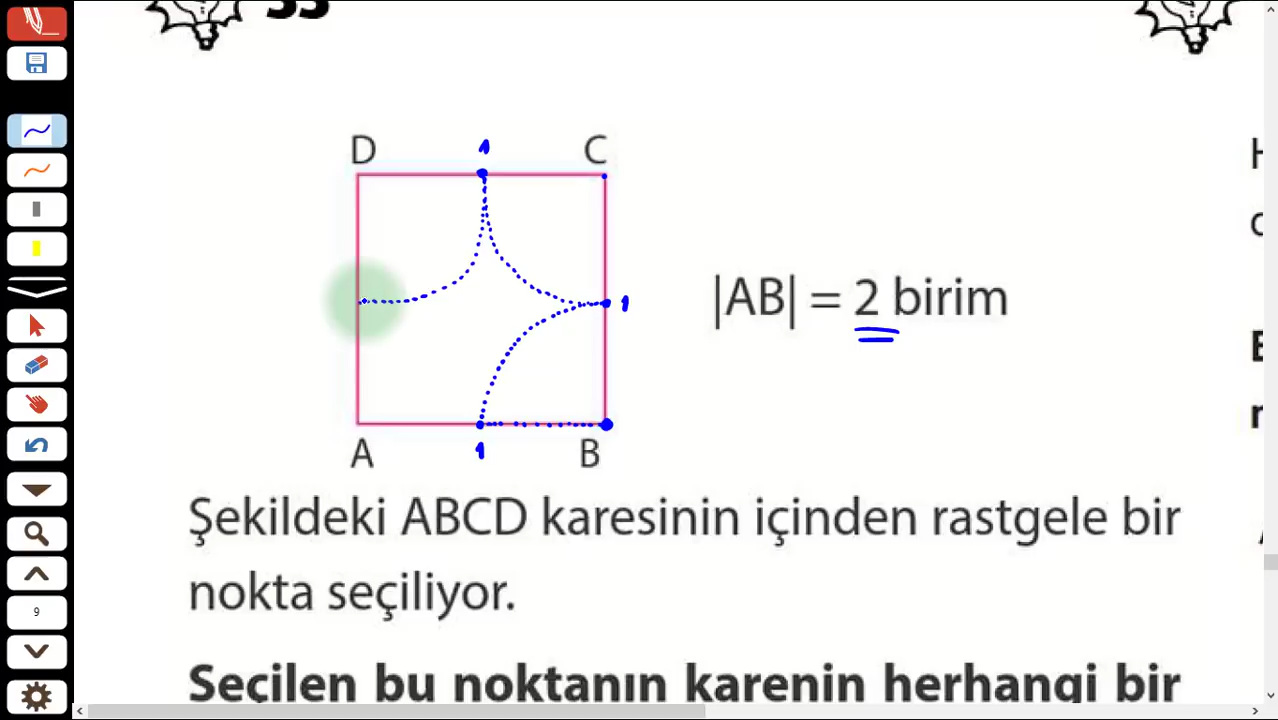 D
1
C
1
|AB| = 2 birim
A
1
B
Şekildeki ABCD karesinin içinden rastgele bir
nokta seçiliyor.
Seçilen bu noktanın karenin herhangi bir
9